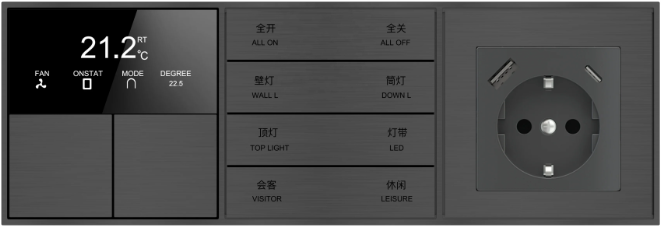 21.2 RT °C
FAN ONSTAT MODE DEGREE
22.5
全开 全关
ALL ON ALL OFF
壁灯 筒灯
WALL L DOWN L
顶灯 灯带
TOP LIGHT LED
会客 休闲
VISITOR LEISURE